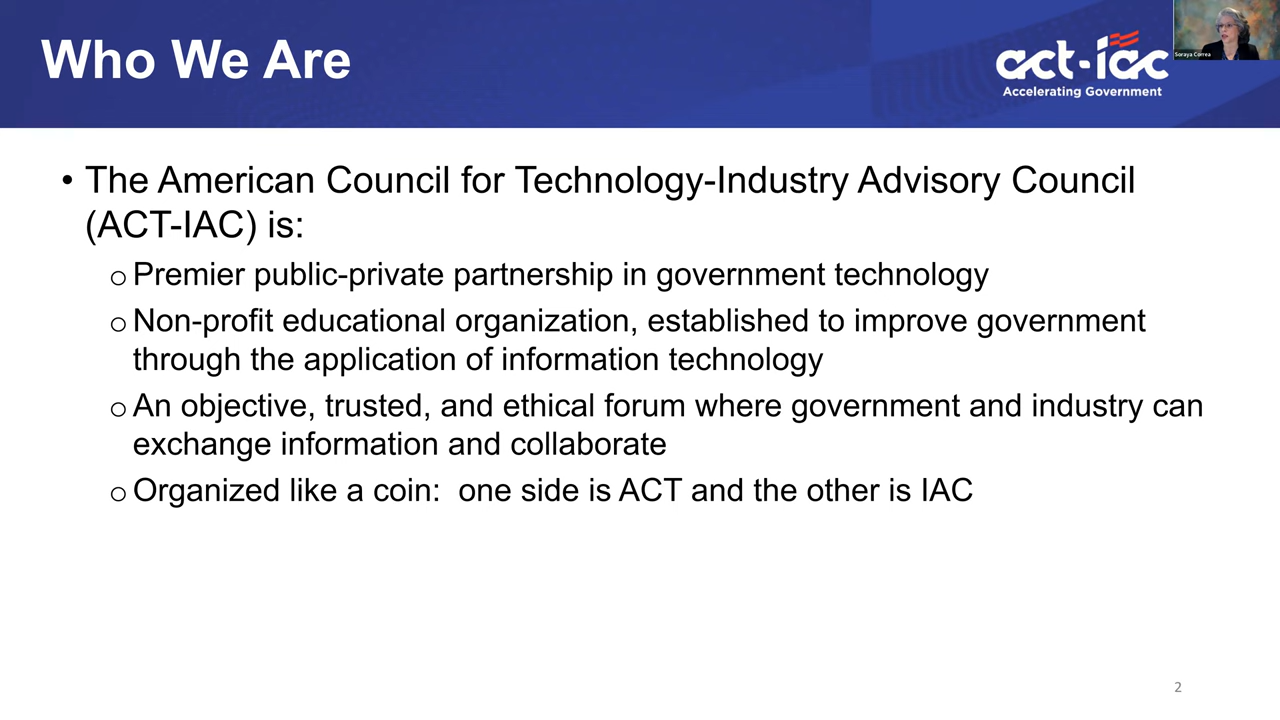 Who We Are
act-iac
Accelerating Government
Soraya Correa
• The American Council for Technology-Industry Advisory Council
(ACT-IAC) is:
o Premier public-private partnership in government technology
o Non-profit educational organization, established to improve government
through the application of information technology
o An objective, trusted, and ethical forum where government and industry can
exchange information and collaborate
o Organized like a coin:  one side is ACT and the other is IAC
2